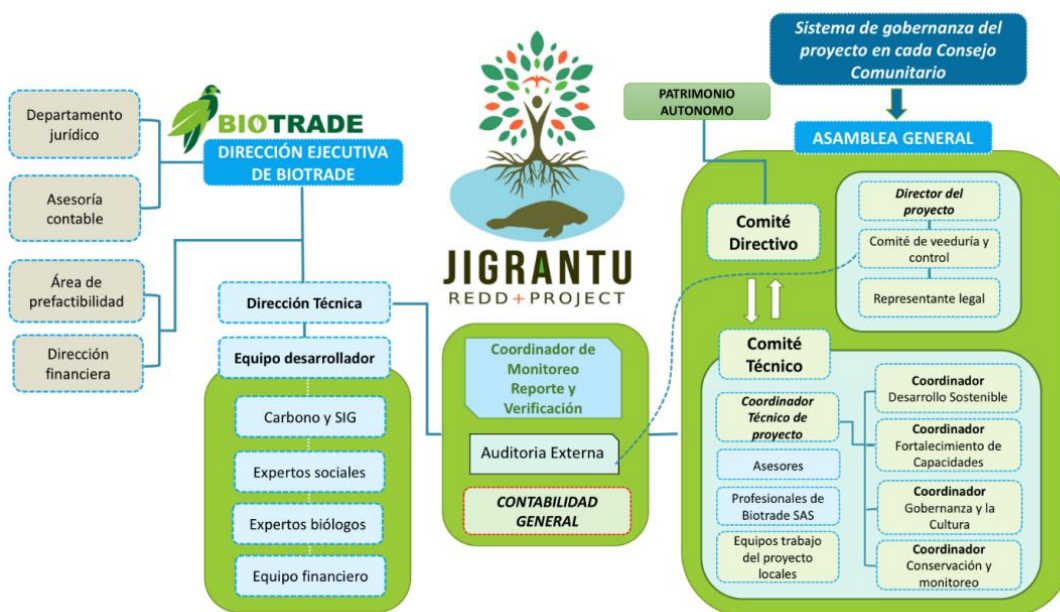 Sistema de gobernanza del
proyecto en cada Consejo
Comunitario
PATRIMONIO
AUTONOMO
ASAMBLEA GENERAL
Departamento
jurídico
Asesoría
contable
Área de
prefactibilidad
Dirección
financiera
BIOTRADE
DIRECCIÓN EJECUTIVA
DE BIOTRADE
Dirección Técnica
Equipo desarrollador
Carbono y SIG
Expertos sociales
Expertos biólogos
Equipo financiero
JIGRANTU
REDD+PROJECT
Coordinador de
Monitoreo
Reporte y
Verificación
Auditoria Externa
CONTABILIDAD
GENERAL
Comité
Directivo
Director del
proyecto
Comité de veeduría y
control
Representante legal
Comité
Técnico
Coordinador
Técnico de
proyecto
Asesores
Profesionales de
Biotrade SAS
Equipos trabajo
del proyecto
locales
Coordinador
Desarrollo Sostenible
Coordinador
Fortalecimiento de
Capacidades
Coordinador
Gobernanza y la
Cultura
Coordinador
Conservación y
monitoreo